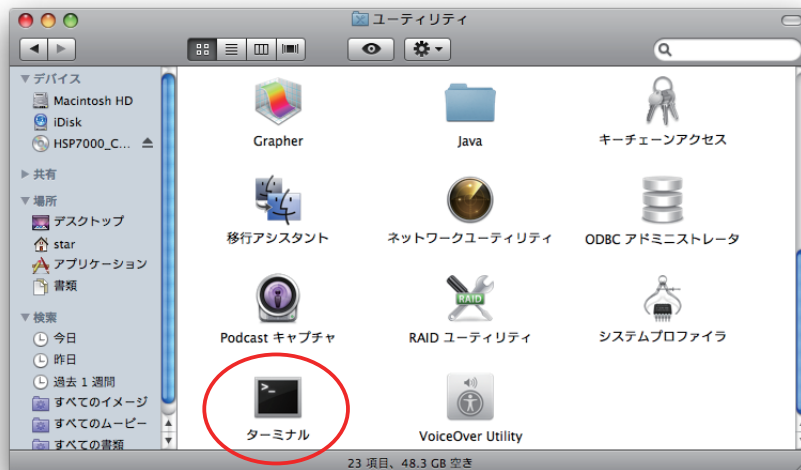 ユーティリティ
デバイス
Macintosh HD
iDisk
HSP7000_C...
共有
場所
デスクトップ
star
アプリケーション
書類
検索
今日
昨日
過去 1 週間
すべてのイメージ
すべてのムービー
すべての書類
Grapher
Java
キーチェーンアクセス
移行アシスタント
ネットワークユーティリティ
ODBC アドミニストレータ
Podcast キャプチャ
RAID
RAID ユーティリティ
システムプロファイラ
>_
ターミナル
VoiceOver Utility
23 項目、48.3 GB 空き